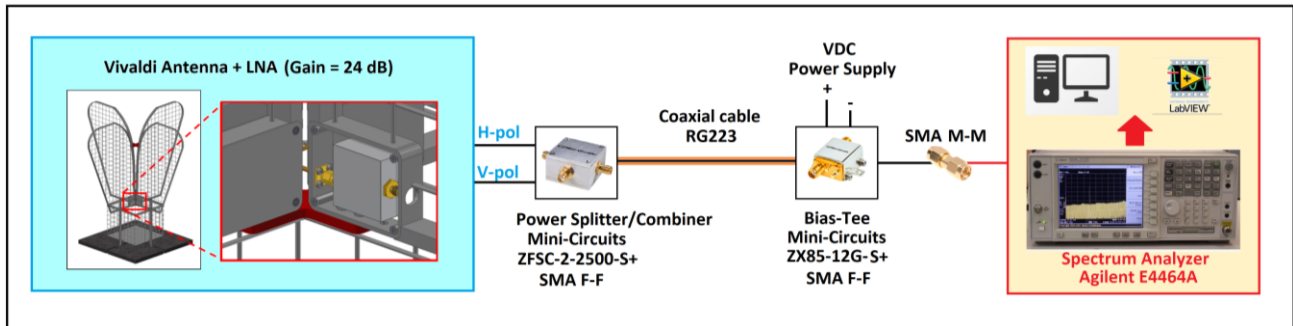 Vivaldi Antenna + LNA (Gain = 24 dB)
H-pol
V-pol
Power Splitter/Combiner
Mini-Circuits
ZFSC-2-2500-S+
SMA F-F
Coaxial cable
RG223
VDC
Power Supply
+ -
Bias-Tee
Mini-Circuits
ZX85-12G-S+
SMA F-F
SMA M-M
LabVIEW
Spectrum Analyzer
Agilent E4464A